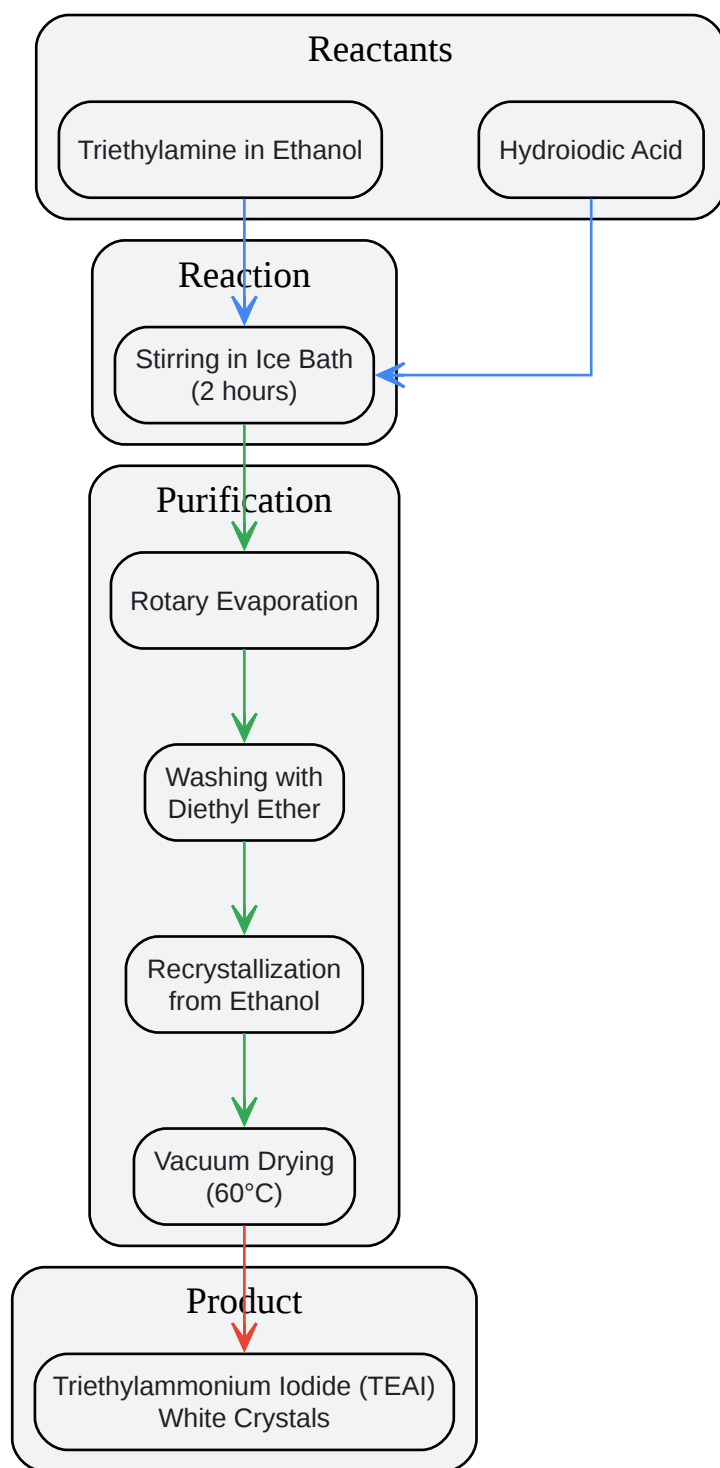 Reactants
Triethylamine in Ethanol
Hydroiodic Acid
Reaction
Stirring in Ice Bath
(2 hours)
Purification
Rotary Evaporation
Washing with
Diethyl Ether
Recrystallization
from Ethanol
Vacuum Drying
(60°C)
Product
Triethylammonium Iodide (TEAI)
White Crystals